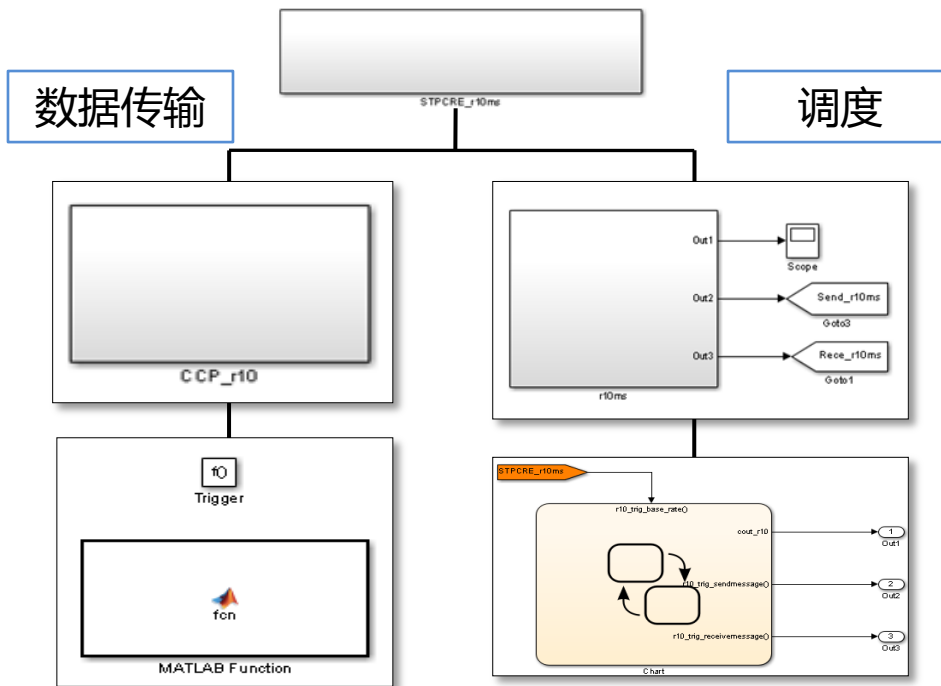 STPCRE_r10ms
数据传输
调度
CCP_r10
Out1
Scope
Out2
Send_r10ms
Goto3
Out3
Rece_r10ms
Goto1
r10ms
f()
Trigger
fcn
MATLAB Function
STPCRE_r10ms
r10_trig_base_rate()
cout_r10
1
Out1
r10_trig_sendmessage()
2
Out2
r10_trig_receivemessage()
3
Out3
Chart